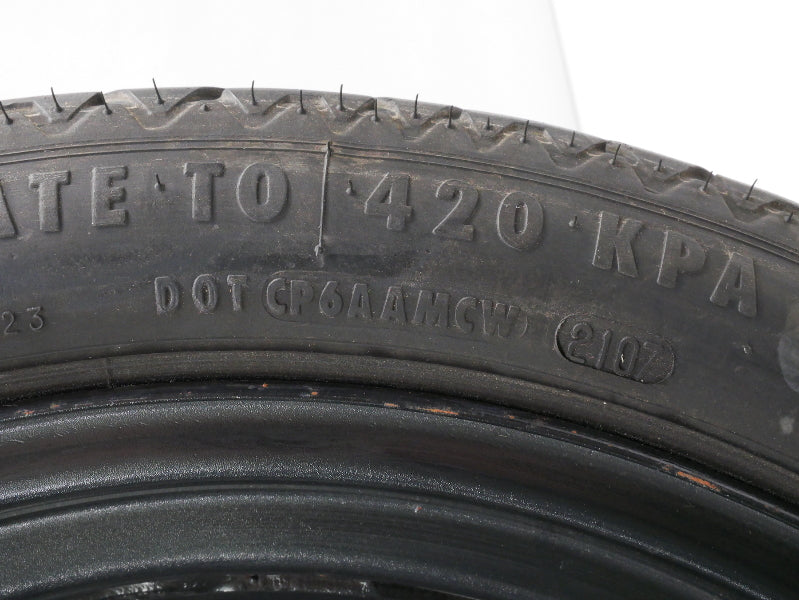 ATE TO 420 KPA
23 DOT CP6AAMCW 2107